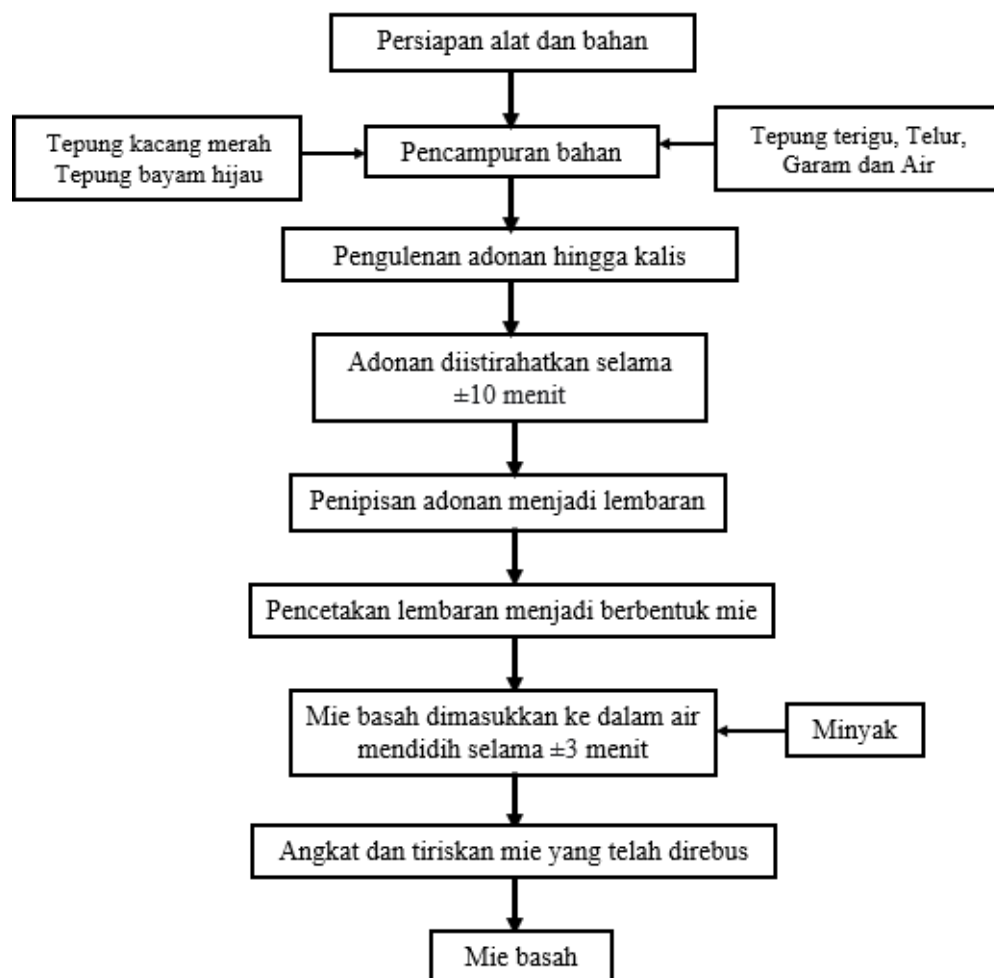 Persiapan alat dan bahan
Tepung kacang merah
Tepung bayam hijau
Pencampuran bahan
Tepung terigu, Telur,
Garam dan Air
Pengulenan adonan hingga kalis
Adonan diistirahatkan selama
±10 menit
Penipisan adonan menjadi lembaran
Pencetakan lembaran menjadi berbentuk mie
Mie basah dimasukkan ke dalam air
mendidih selama ±3 menit
Minyak
Angkat dan tiriskan mie yang telah direbus
Mie basah